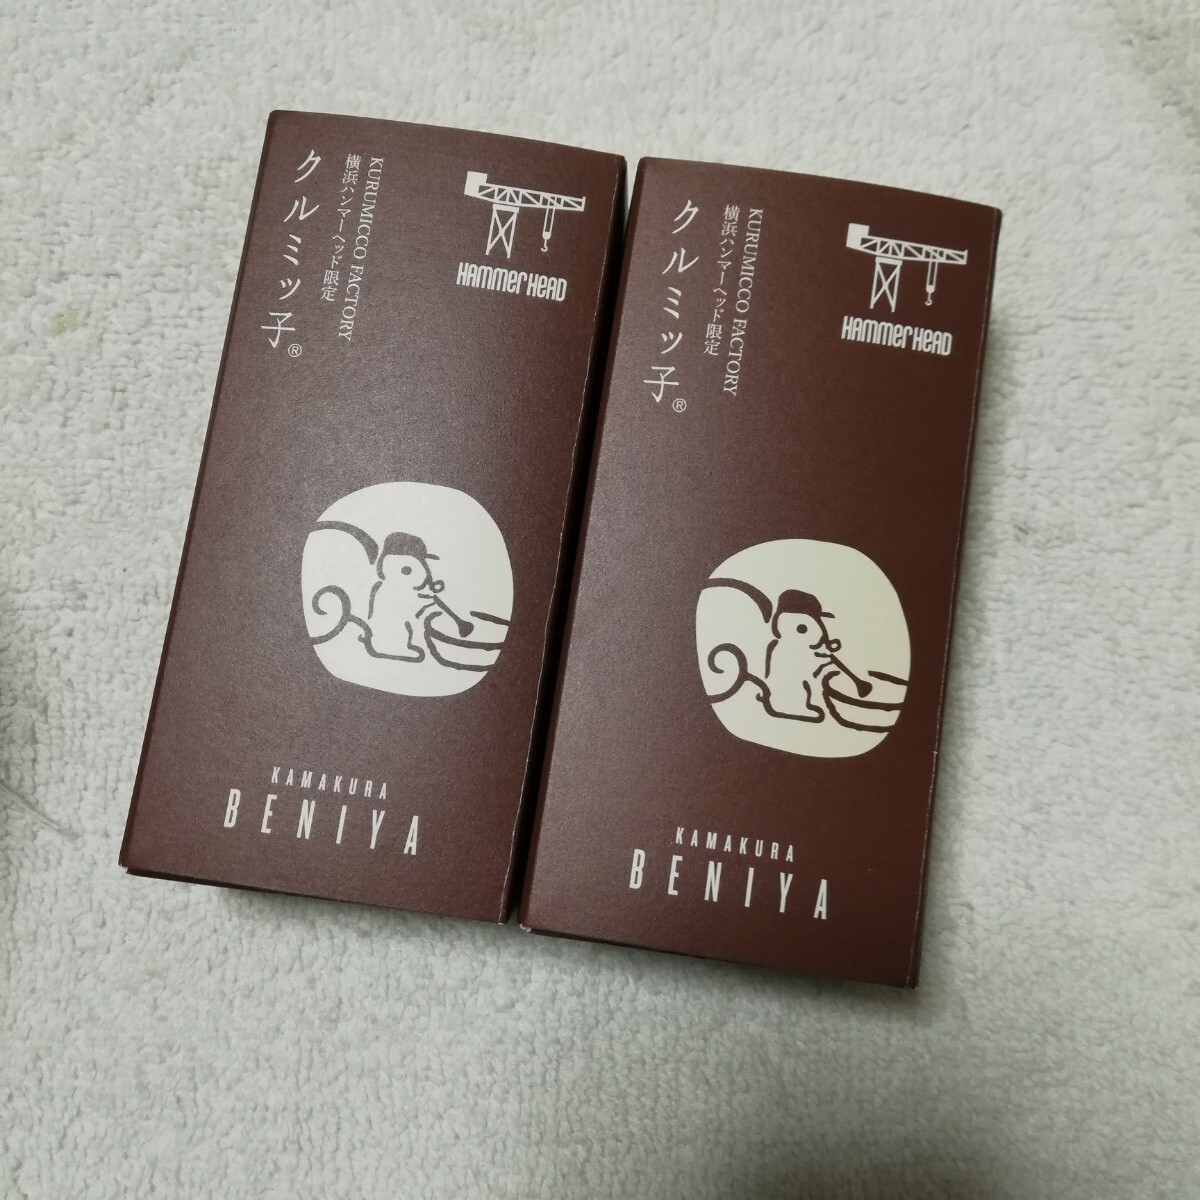 KURUMICCO FACTORY
横浜ハンマーヘッド限定
クルミッ子®
HAMMERHEAD
KAMAKURA
BENIYA
KURUMICCO FACTORY
横浜ハンマーヘッド限定
クルミッ子®
HAMMERHEAD
KAMAKURA
BENIYA